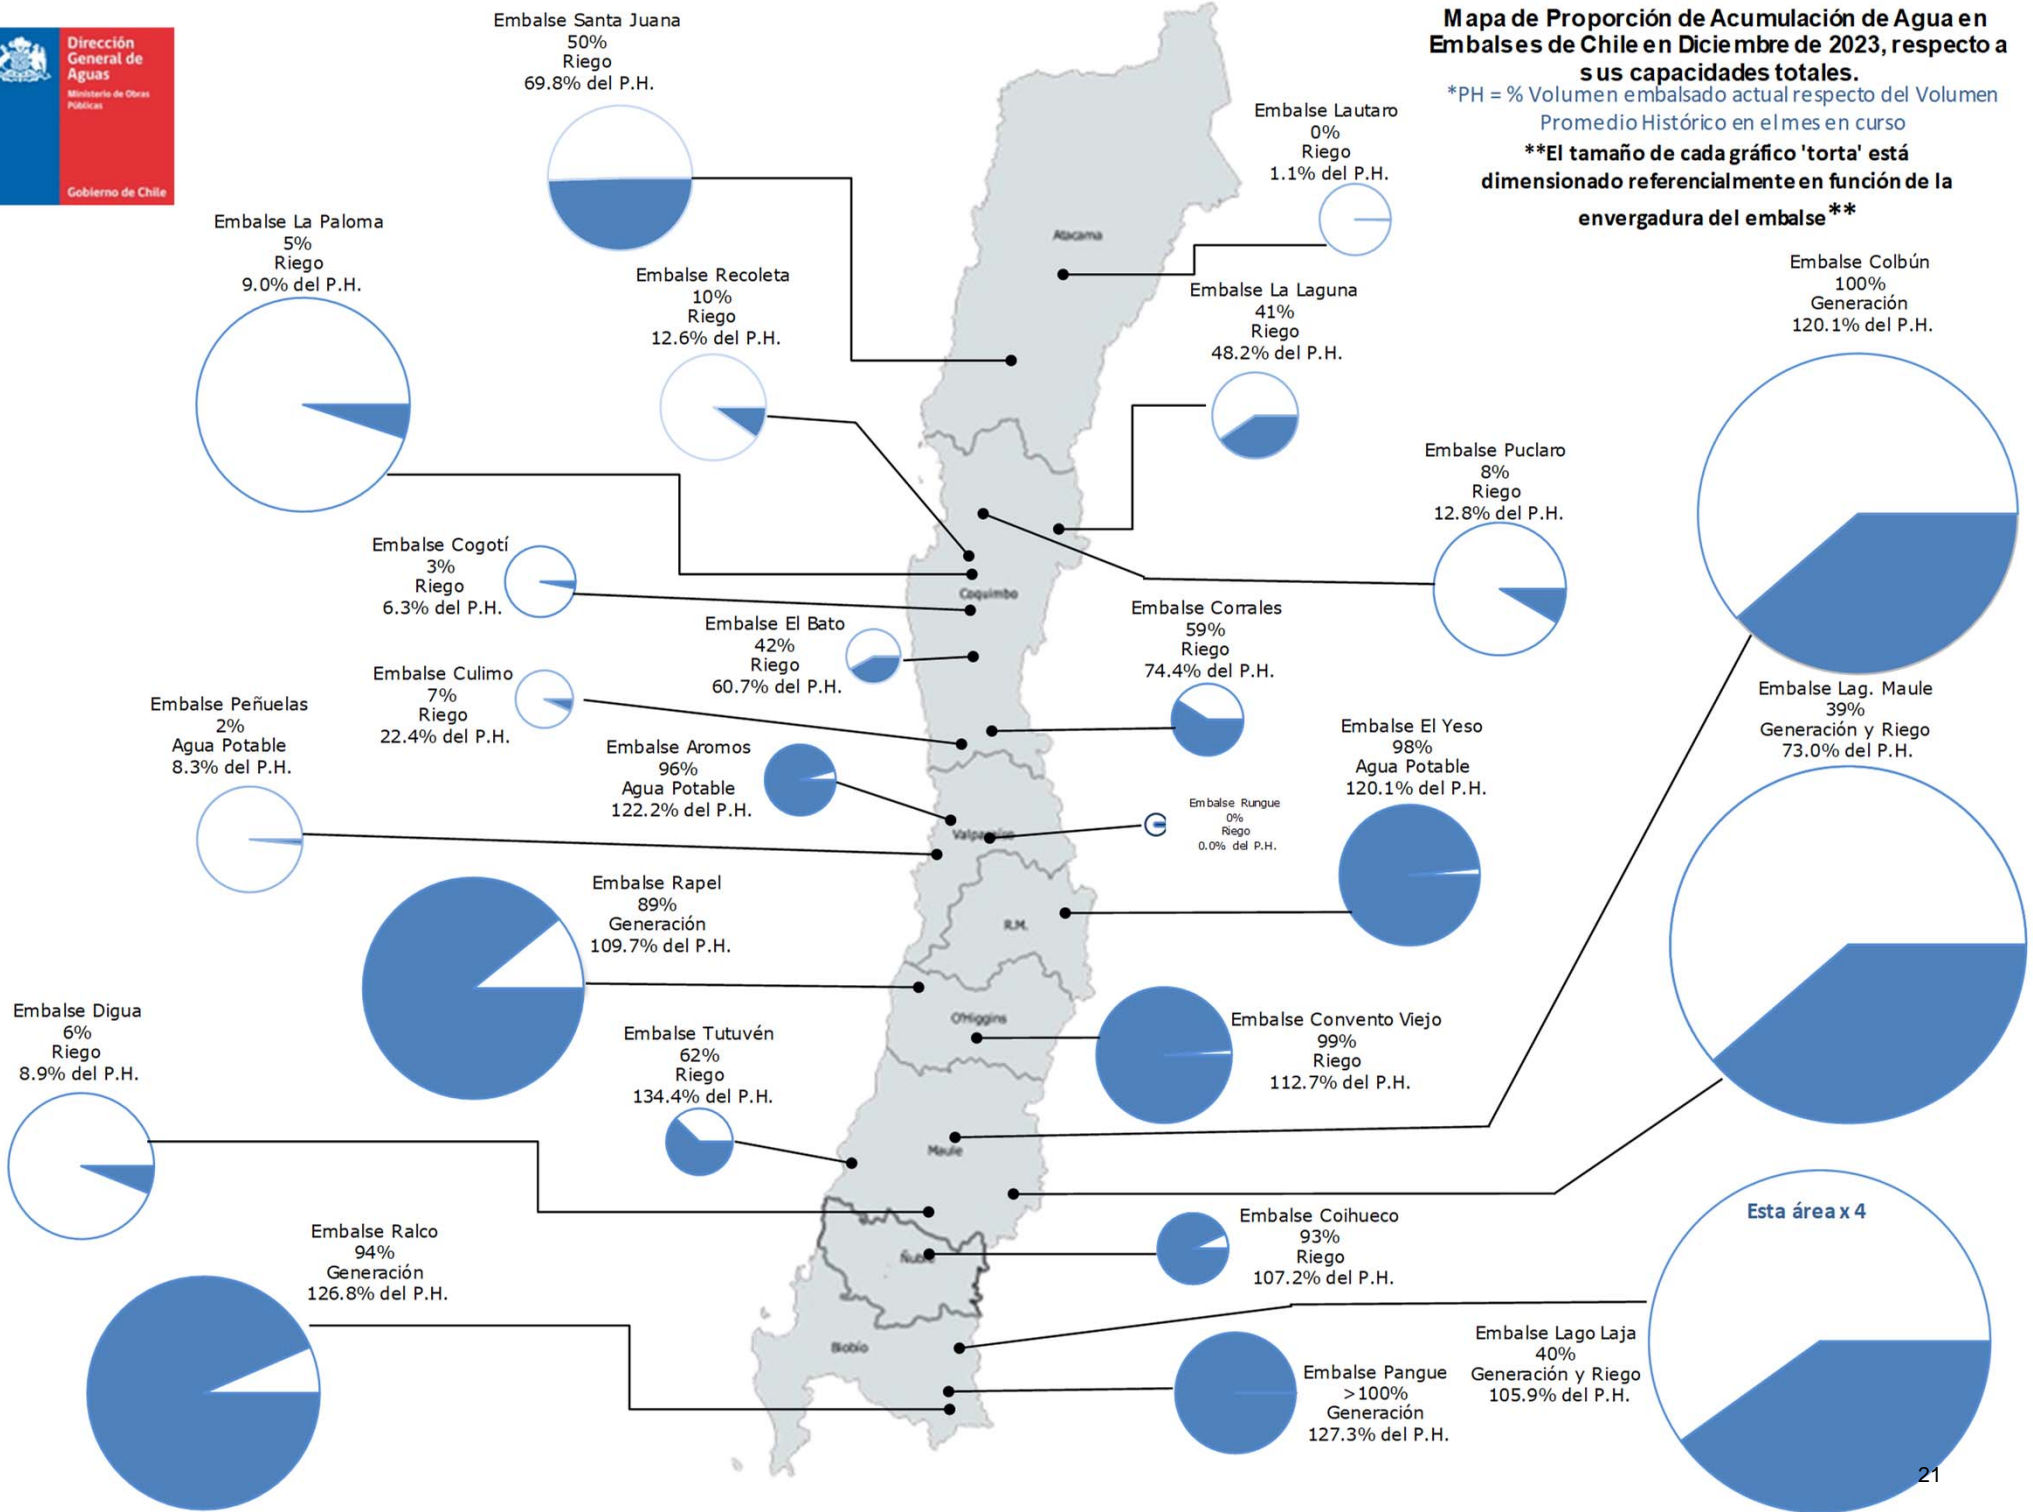 Dirección
General de
Aguas
Ministerio de Obras
Públicas
Gobierno de Chile
Mapa de Proporción de Acumulación de Agua en
Embalses de Chile en Diciembre de 2023, respecto a
sus capacidades totales.
*PH = % Volumen embalsado actual respecto del Volumen
Promedio Histórico en el mes en curso
**El tamaño de cada gráfico 'torta' está
dimensionado referencialmente en función de la
envergadura del embalse**
Embalse Santa Juana
50%
Riego
69.8% del P.H.
Embalse Lautaro
0%
Riego
1.1% del P.H.
Embalse La Paloma
5%
Riego
9.0% del P.H.
Embalse Recoleta
10%
Riego
12.6% del P.H.
Embalse La Laguna
41%
Riego
48.2% del P.H.
Embalse Colbún
100%
Generación
120.1% del P.H.
Embalse Puclaro
8%
Riego
12.8% del P.H.
Embalse Cogotí
3%
Riego
6.3% del P.H.
Embalse El Bato
42%
Riego
60.7% del P.H.
Embalse Corrales
59%
Riego
74.4% del P.H.
Embalse Culimo
7%
Riego
22.4% del P.H.
Embalse Peñuelas
2%
Agua Potable
8.3% del P.H.
Embalse Aromos
96%
Agua Potable
122.2% del P.H.
Embalse Lag. Maule
39%
Generación y Riego
73.0% del P.H.
Embalse El Yeso
98%
Agua Potable
120.1% del P.H.
Embalse Rungue
0%
Riego
0.0% del P.H.
Embalse Rapel
89%
Generación
109.7% del P.H.
Embalse Digua
6%
Riego
8.9% del P.H.
Embalse Tutuvén
62%
Riego
134.4% del P.H.
Embalse Convento Viejo
99%
Riego
112.7% del P.H.
Embalse Ralco
94%
Generación
126.8% del P.H.
Embalse Coihueco
93%
Riego
107.2% del P.H.
Esta área x 4
Embalse Lago Laja
40%
Generación y Riego
105.9% del P.H.
Embalse Pangue
>100%
Generación
127.3% del P.H.
Atacama
Coquimbo
Valparaíso
R.M.
O'Higgins
Maule
Ñuble
Biobío
21